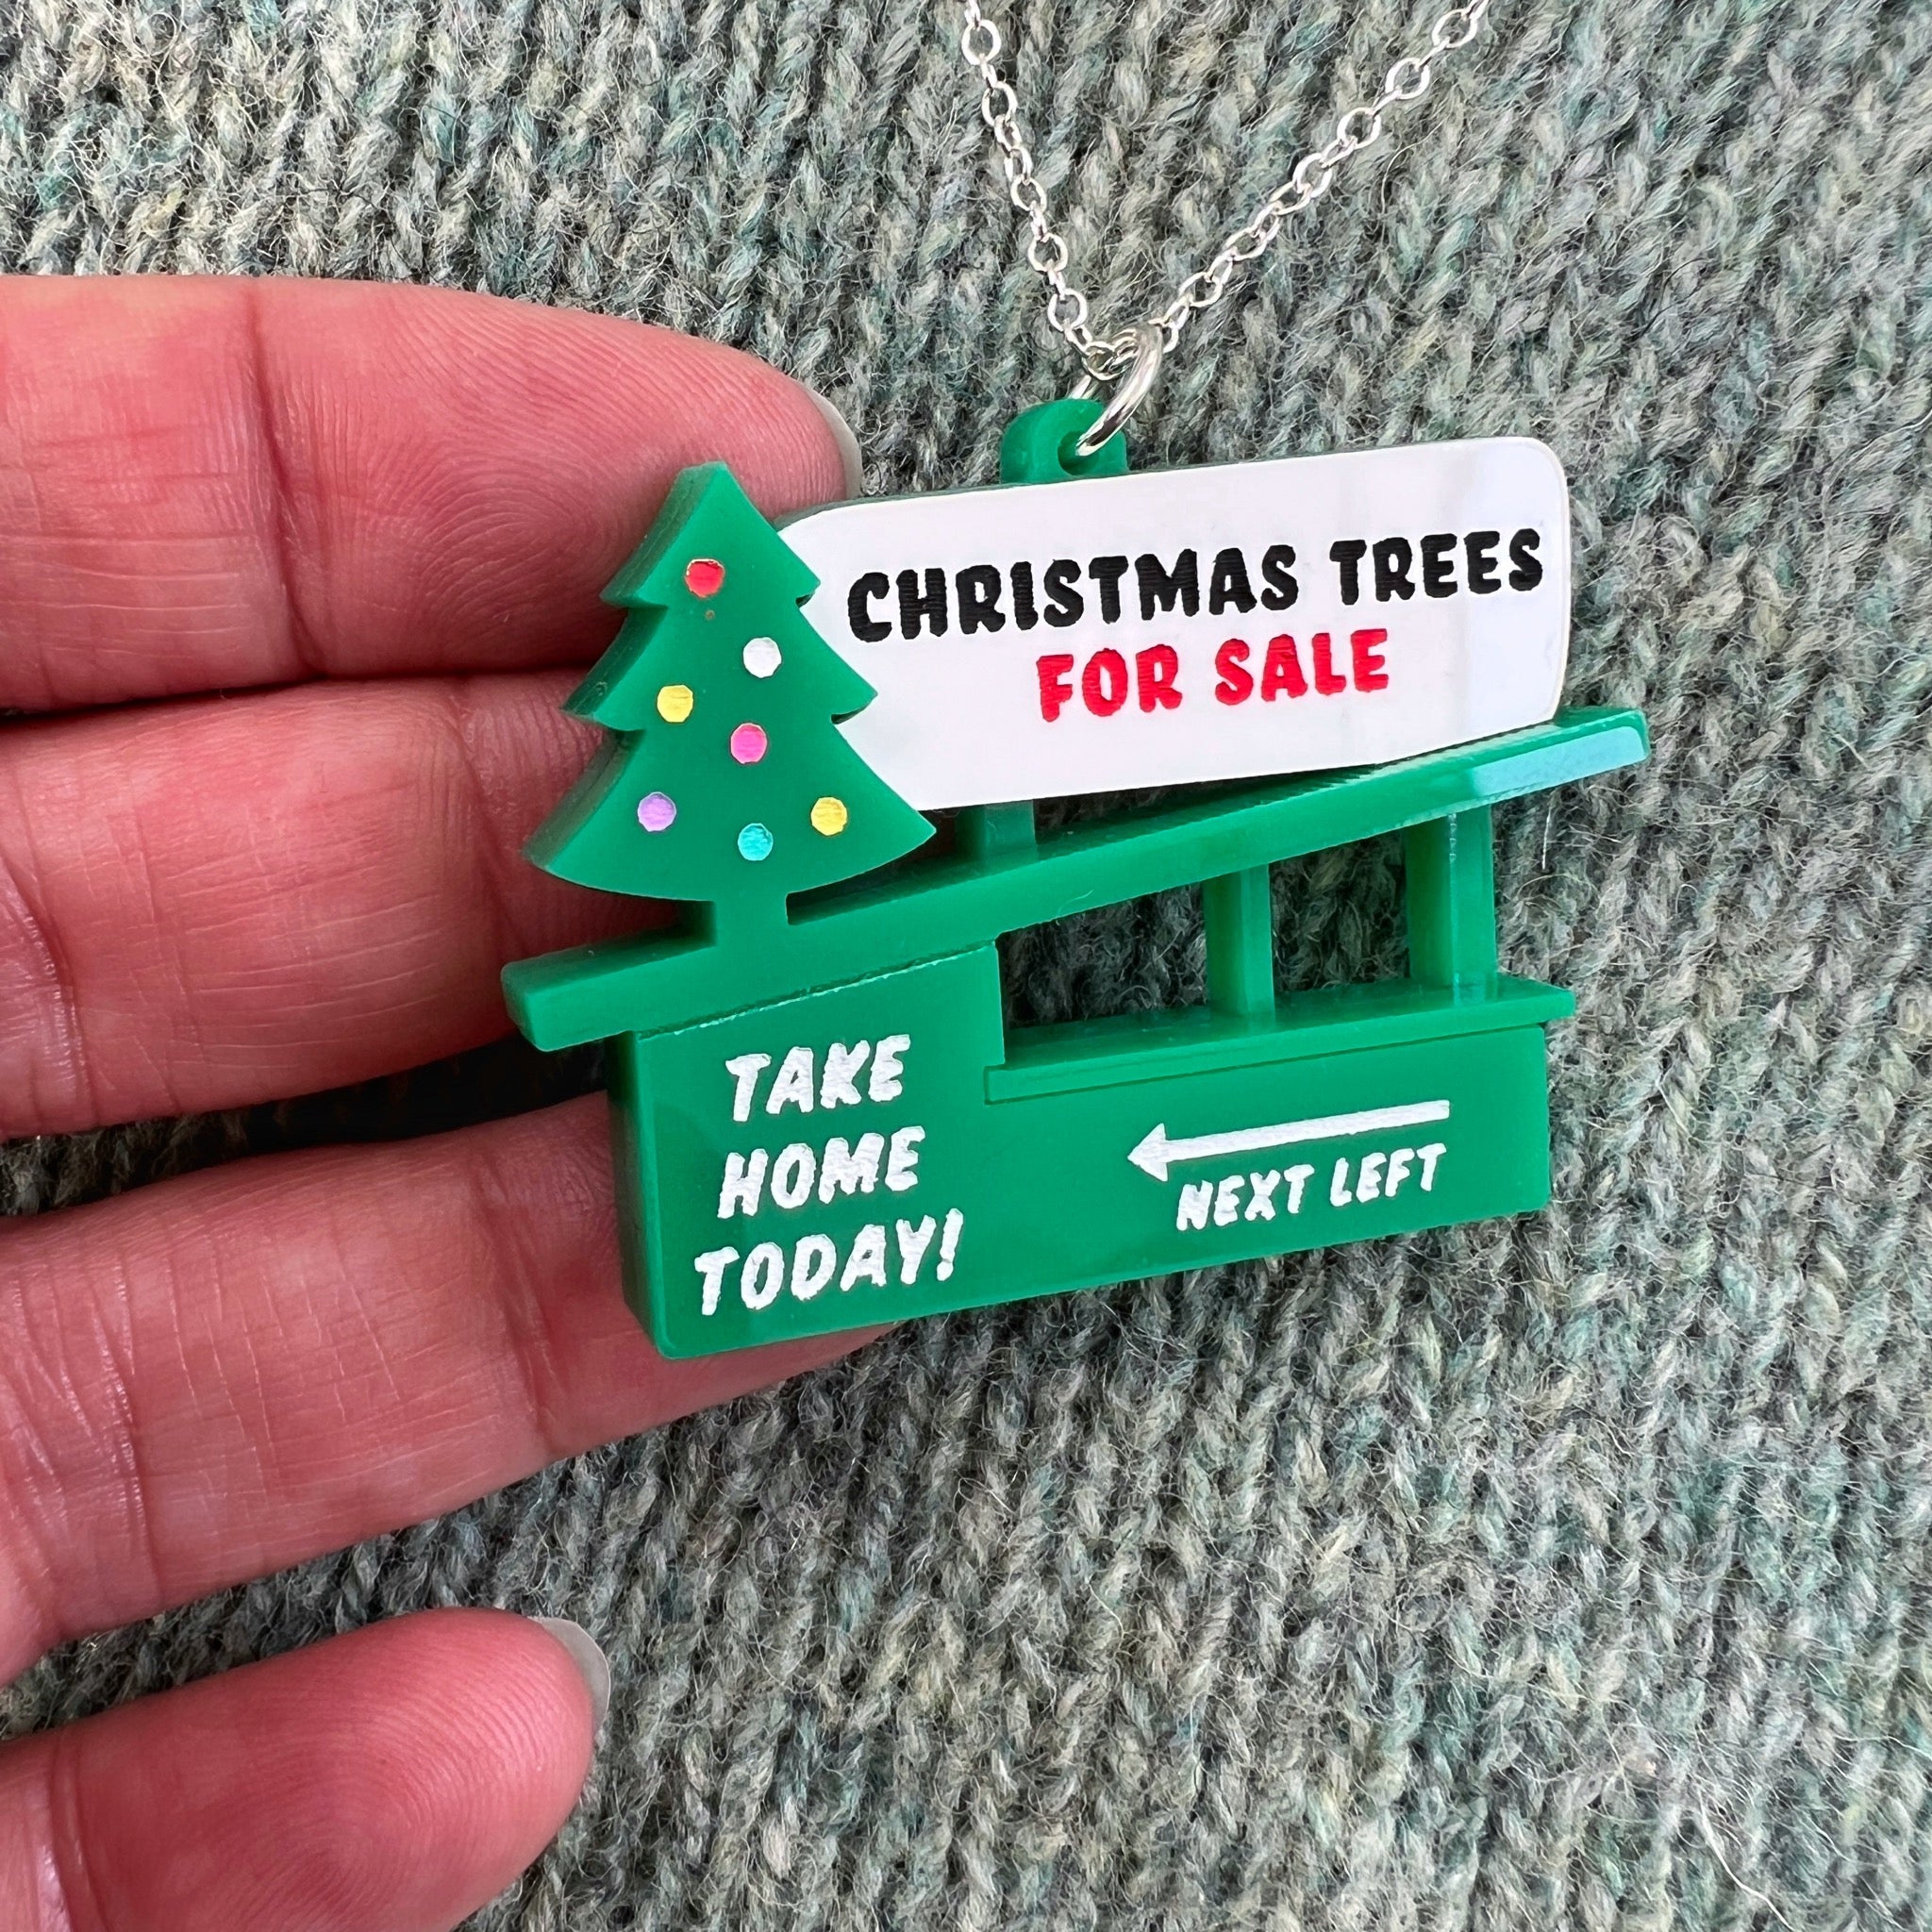 CHRISTMAS TREES
FOR SALE
TAKE
HOME
TODAY!
NEXT LEFT